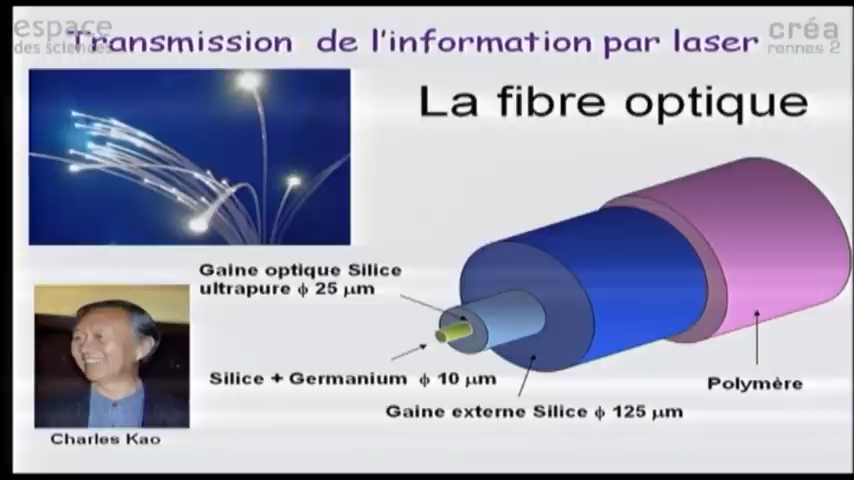 espace
des sciences
créa
rennes 2
Transmission de l'information par laser
La fibre optique
Gaine optique Silice
ultrapure ϕ 25 µm
Silice + Germanium ϕ 10 µm
Gaine externe Silice ϕ 125 µm
Polymère
Charles Kao